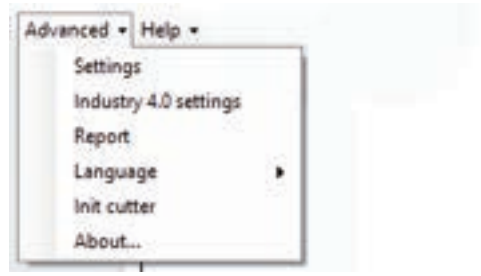 Advanced Help
Settings
Industry 4.0 settings
Report
Language
Init cutter
About...